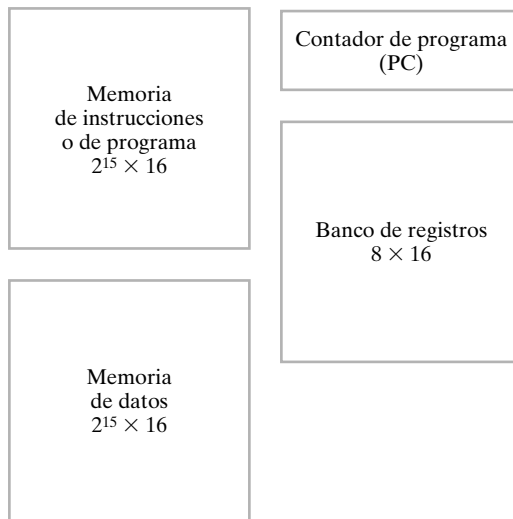 Memoria
de instrucciones
o de programa
2¹⁵ × 16
Contador de programa
(PC)
Banco de registros
8 × 16
Memoria
de datos
2¹⁵ × 16